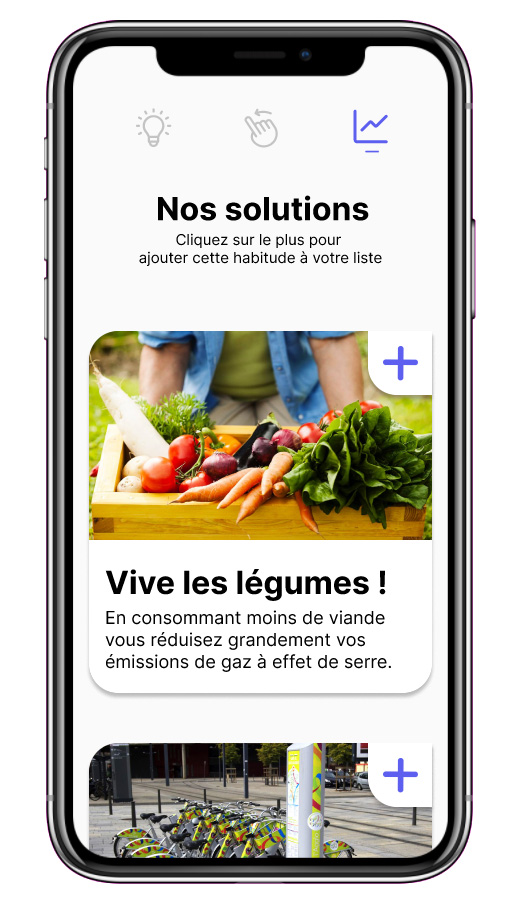 Nos solutions
Cliquez sur le plus pour
ajouter cette habitude à votre liste
Vive les légumes !
En consommant moins de viande
vous réduisez grandement vos
émissions de gaz à effet de serre.